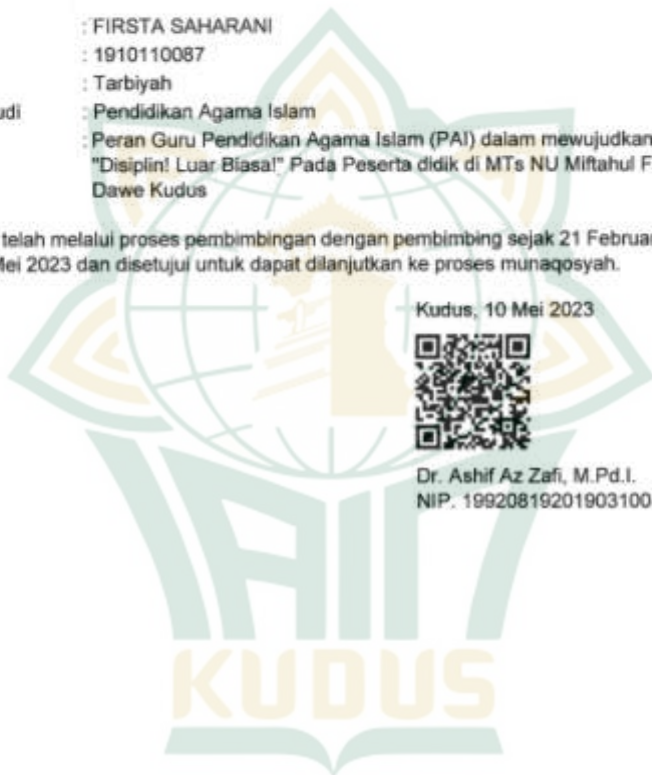 : FIRSTA SAHARANI
: 1910110087
: Tarbiyah
udi : Pendidikan Agama Islam
: Peran Guru Pendidikan Agama Islam (PAI) dalam mewujudkan
"Disiplin! Luar Biasa!" Pada Peserta didik di MTs NU Miftahul F
Dawe Kudus
telah melalui proses pembimbingan dengan pembimbing sejak 21 Februar
Mei 2023 dan disetujui untuk dapat dilanjutkan ke proses munaqosyah.
Kudus, 10 Mei 2023
Dr. Ashif Az Zafi, M.Pd.I.
NIP. 19920819201903100
IAIN
KUDUS